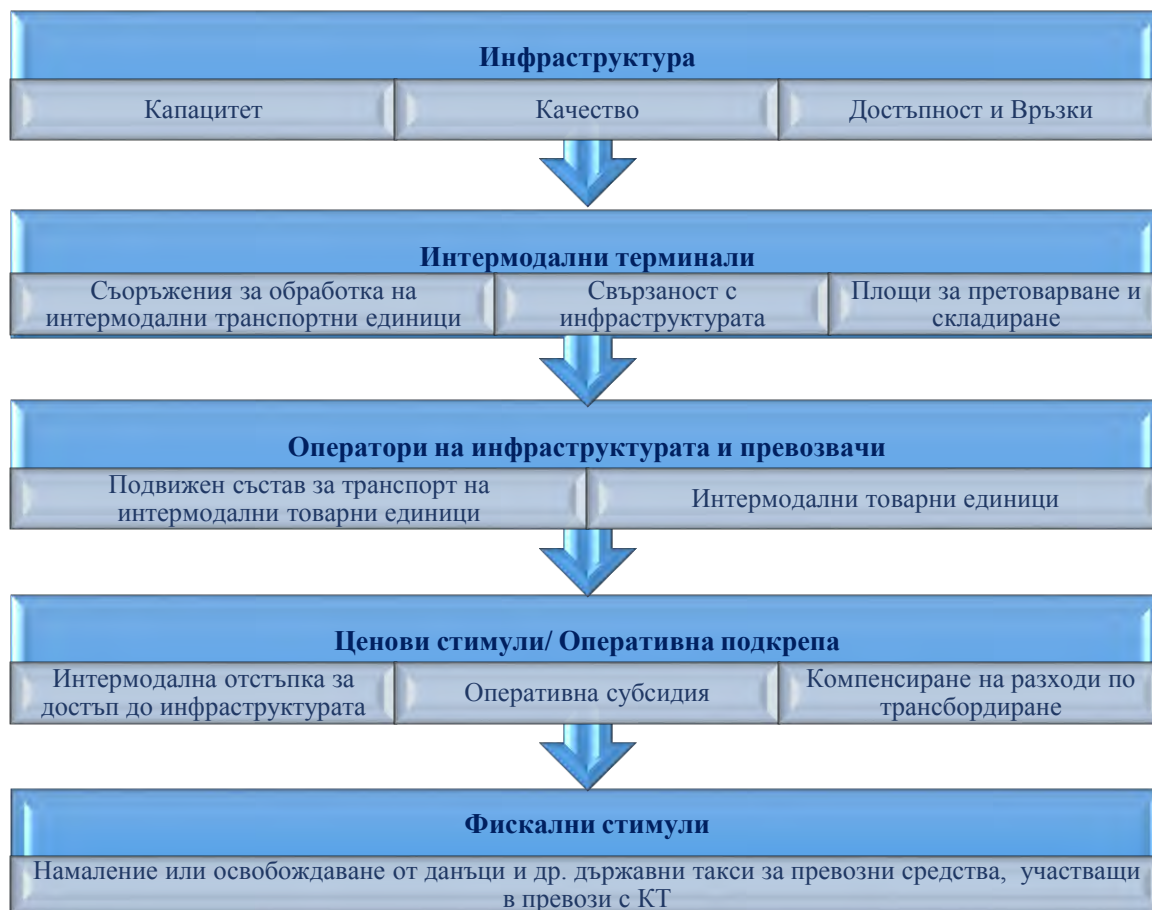 Инфраструктура
Капацитет
Качество
Достъпност и Връзки
Интермодални терминали
Съоръжения за обработка на
интермодални транспортни единици
Свързаност с
инфраструктурата
Площи за претоварване и
складиране
Оператори на инфраструктурата и превозвачи
Подвижен състав за транспорт на
интермодални товарни единици
Интермодални товарни единици
Ценови стимули/ Оперативна подкрепа
Интермодална отстъпка за
достъп до инфраструктурата
Оперативна субсидия
Компенсиране на разходи по
трансбордиране
Фискални стимули
Намаление или освобождаване от данъци и др. държавни такси за превозни средства, участващи
в превози с КТ